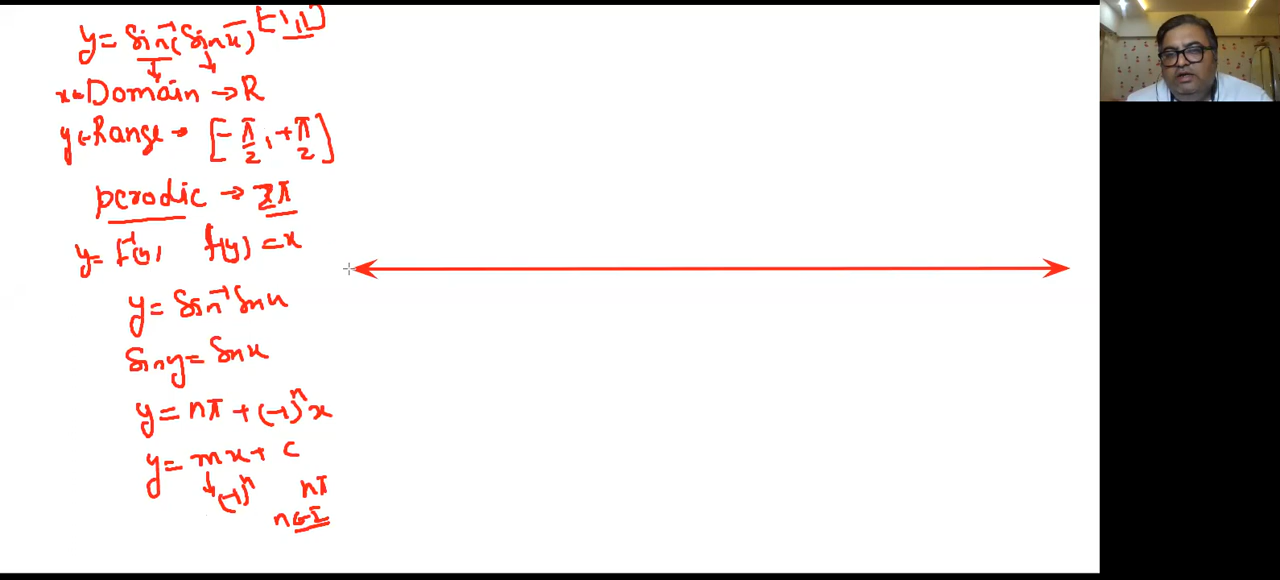 y = sin⁻¹(sin x) [-1, 1]
x ∈ Domain → R
y ∈ Range → [-π/2, +π/2]
perodic → 2π
y = f⁻¹(x), f(y) = x
y = sin⁻¹ sin x
sin y = sin x
y = nπ + (-1)ⁿ x
y = mx + c
↓ (-1)ⁿ nπ
n ∈ I